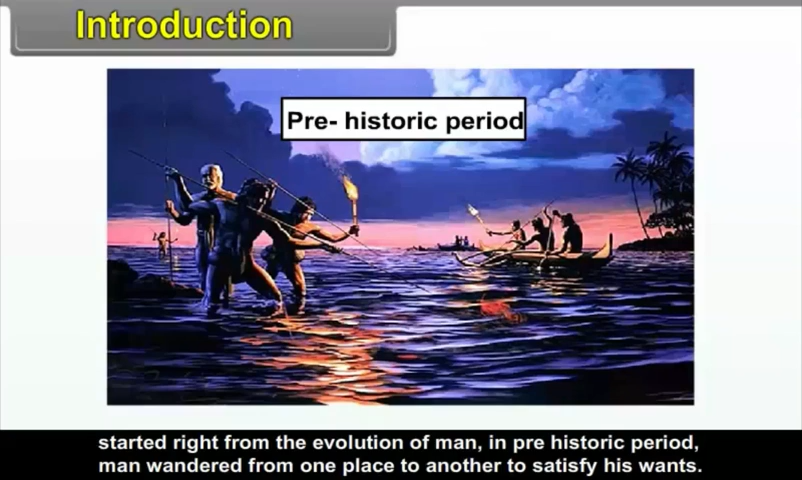 Introduction
Pre- historic period
started right from the evolution of man, in pre historic period,
man wandered from one place to another to satisfy his wants.